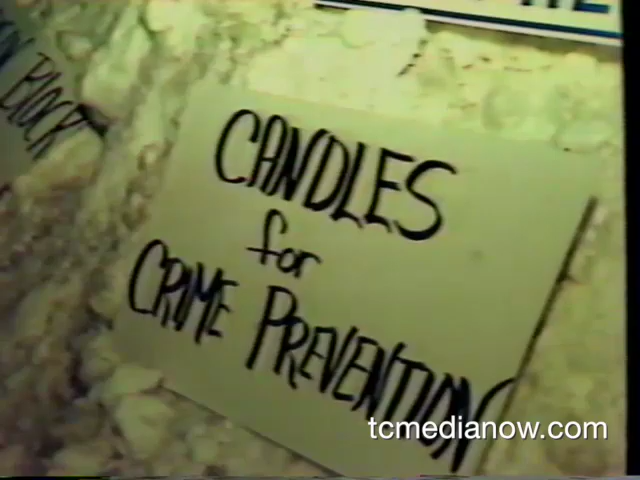 BLOCK
CANDLES
for
CRIME PREVENTION
tcmedianow.com